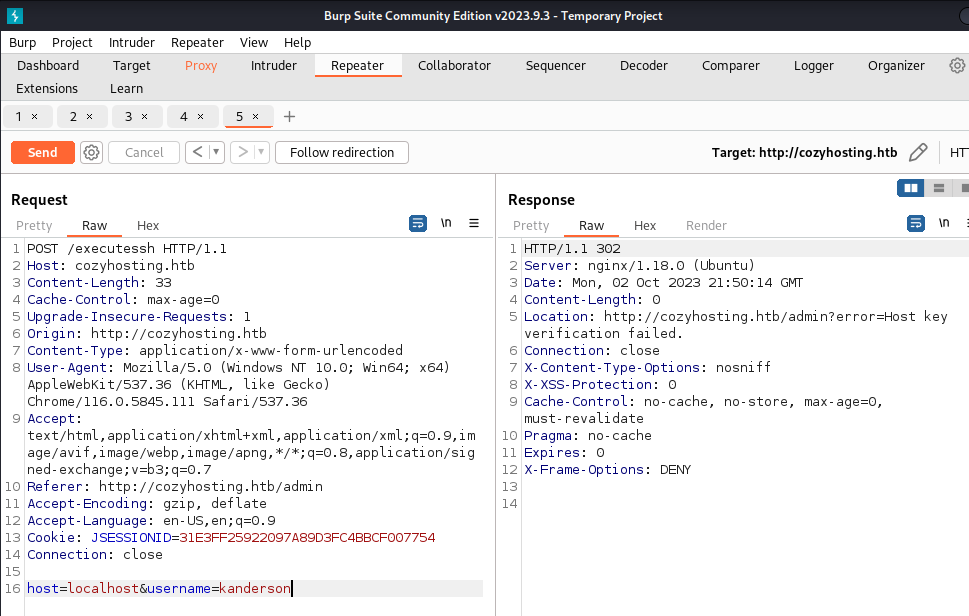 Burp Suite Community Edition v2023.9.3 - Temporary Project
Burp Project Intruder Repeater View Help
Dashboard Target Proxy Intruder Repeater Collaborator Sequencer Decoder Comparer Logger Organizer
Extensions Learn
1 × 2 × 3 × 4 × 5 × +
Send Cancel < > Follow redirection Target: http://cozyhosting.htb HT
Request
Pretty Raw Hex \n
1 POST /executessh HTTP/1.1
2 Host: cozyhosting.htb
3 Content-Length: 33
4 Cache-Control: max-age=0
5 Upgrade-Insecure-Requests: 1
6 Origin: http://cozyhosting.htb
7 Content-Type: application/x-www-form-urlencoded
8 User-Agent: Mozilla/5.0 (Windows NT 10.0; Win64; x64)
AppleWebKit/537.36 (KHTML, like Gecko)
Chrome/116.0.5845.111 Safari/537.36
9 Accept:
text/html,application/xhtml+xml,application/xml;q=0.9,im
age/avif,image/webp,image/apng,*/*;q=0.8,application/sig
ned-exchange;v=b3;q=0.7
10 Referer: http://cozyhosting.htb/admin
11 Accept-Encoding: gzip, deflate
12 Accept-Language: en-US,en;q=0.9
13 Cookie: JSESSIONID=31E3FF25922097A89D3FC4BBCF007754
14 Connection: close
15
16 host=localhost&username=kanderson
Response
Pretty Raw Hex Render \n
1 HTTP/1.1 302
2 Server: nginx/1.18.0 (Ubuntu)
3 Date: Mon, 02 Oct 2023 21:50:14 GMT
4 Content-Length: 0
5 Location: http://cozyhosting.htb/admin?error=Host key
verification failed.
6 Connection: close
7 X-Content-Type-Options: nosniff
8 X-XSS-Protection: 0
9 Cache-Control: no-cache, no-store, max-age=0,
must-revalidate
10 Pragma: no-cache
11 Expires: 0
12 X-Frame-Options: DENY
13
14